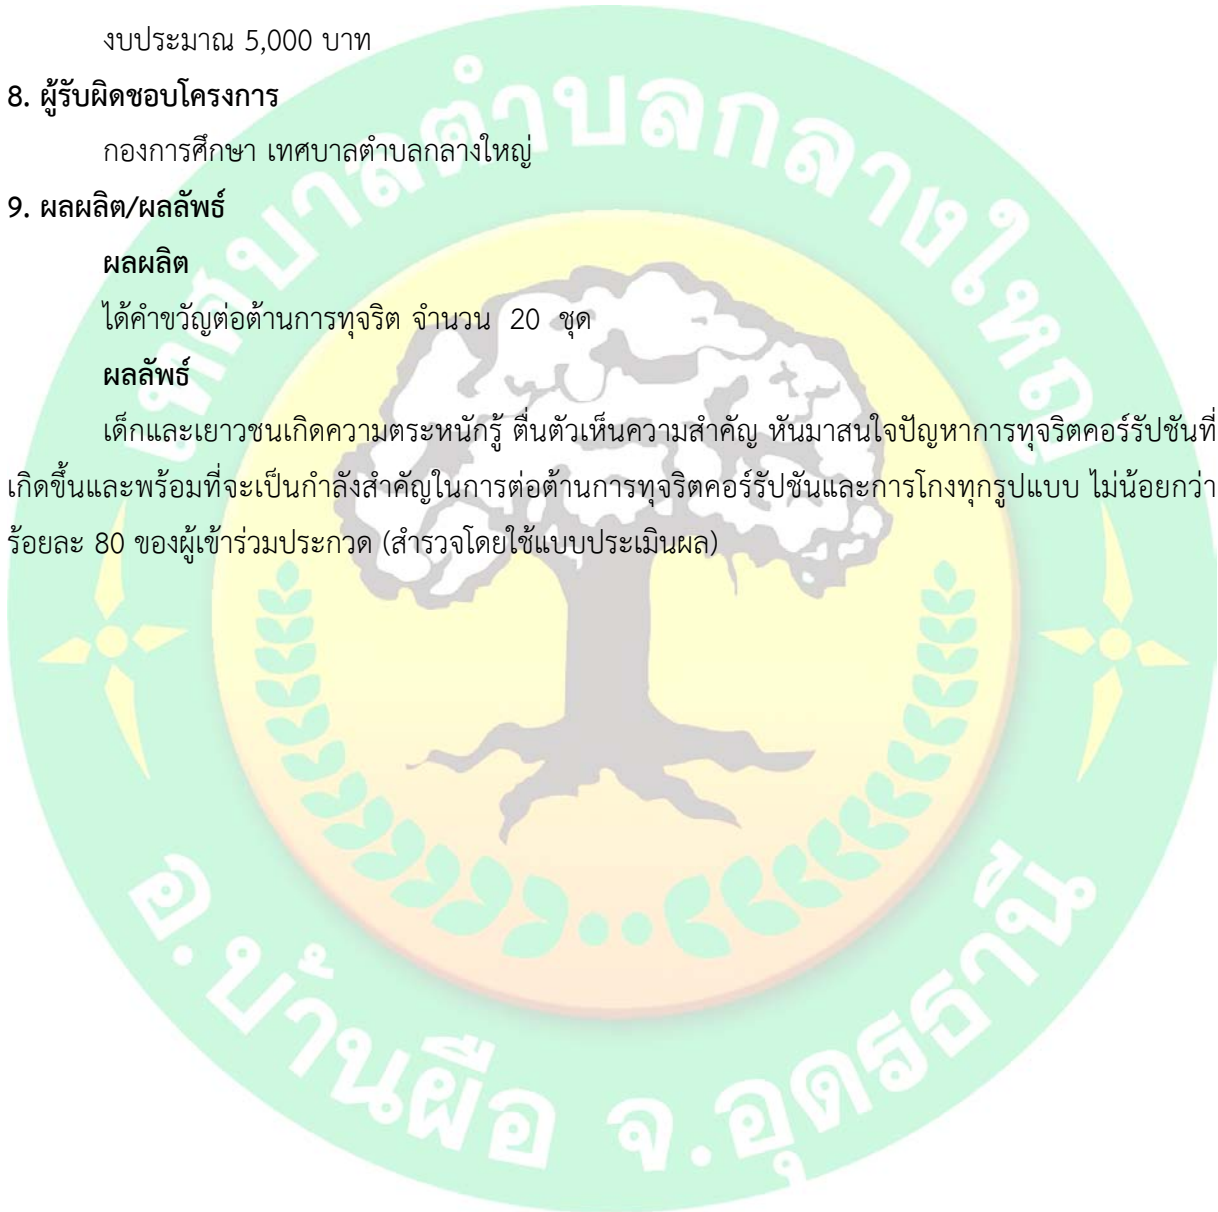 งบประมาณ 5,000 บาท
8. ผู้รับผิดชอบโครงการ
กองการศึกษา เทศบาลตำบลกลางใหญ่
9. ผลผลิต/ผลลัพธ์
ผลผลิต
ได้คำขวัญต่อต้านการทุจริต จำนวน 20 ชุด
ผลลัพธ์
เด็กและเยาวชนเกิดความตระหนักรู้ ตื่นตัวเห็นความสำคัญ หันมาสนใจปัญหาการทุจริตคอร์รัปชันที่
เกิดขึ้นและพร้อมที่จะเป็นกำลังสำคัญในการต่อต้านการทุจริตคอร์รัปชันและการโกงทุกรูปแบบ ไม่น้อยกว่า
ร้อยละ 80 ของผู้เข้าร่วมประกวด (สำรวจโดยใช้แบบประเมินผล)
เทศบาลตำบลกลางใหญ่
อ.บ้านผือ จ.อุดรธานี